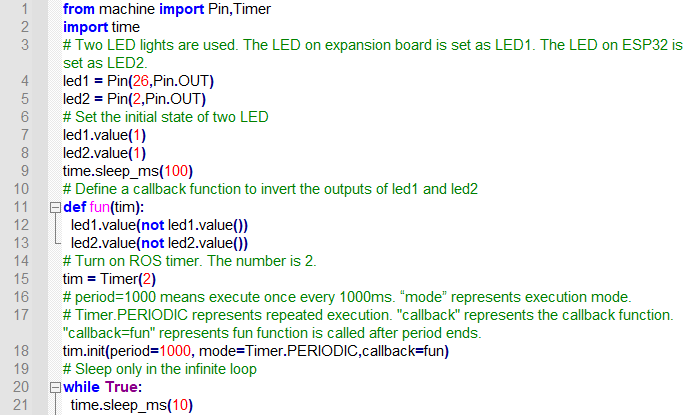 1 from machine import Pin,Timer
2 import time
3 # Two LED lights are used. The LED on expansion board is set as LED1. The LED on ESP32 is
set as LED2.
4 led1 = Pin(26,Pin.OUT)
5 led2 = Pin(2,Pin.OUT)
6 # Set the initial state of two LED
7 led1.value(1)
8 led2.value(1)
9 time.sleep_ms(100)
10 # Define a callback function to invert the outputs of led1 and led2
11 def fun(tim):
12 led1.value(not led1.value())
13 led2.value(not led2.value())
14 # Turn on ROS timer. The number is 2.
15 tim = Timer(2)
16 # period=1000 means execute once every 1000ms. “mode” represents execution mode.
17 # Timer.PERIODIC represents repeated execution. "callback" represents the callback function.
"callback=fun" represents fun function is called after period ends.
18 tim.init(period=1000, mode=Timer.PERIODIC,callback=fun)
19 # Sleep only in the infinite loop
20 while True:
21 time.sleep_ms(10)